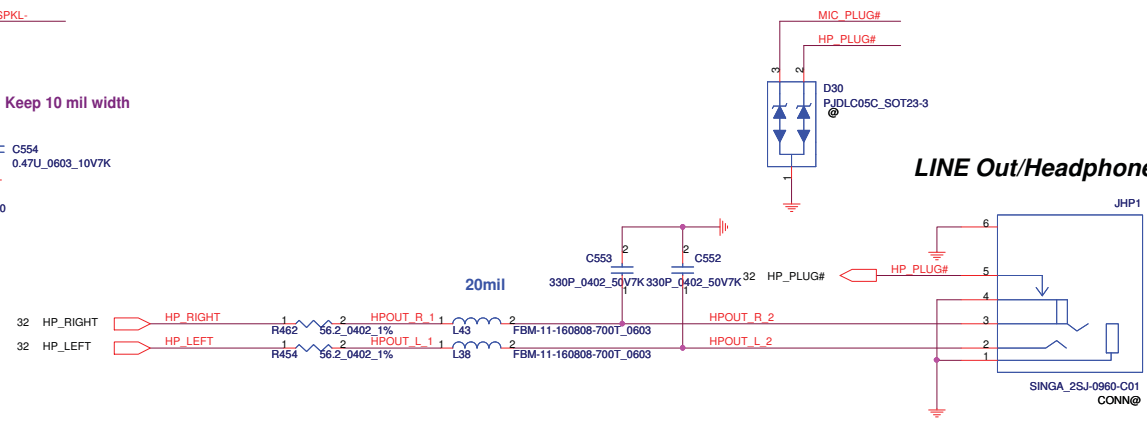 SPKL-
MIC_PLUG#
HP_PLUG#
3
2
D30
PJDLC05C_SOT23-3
@
1
Keep 10 mil width
C554
0.47U_0603_10V7K
0
LINE Out/Headphone
JHP1
6
2
2
C553
C552
330P_0402_50V7K
330P_0402_50V7K
1
1
32 HP_PLUG#
HP_PLUG#
5
20mil
4
32 HP_RIGHT
HP_RIGHT
1
2
R462
56.2_0402_1%
HPOUT_R_1
1
2
L43
FBM-11-160808-700T_0603
HPOUT_R_2
3
32 HP_LEFT
HP_LEFT
1
2
R454
56.2_0402_1%
HPOUT_L_1
1
2
L38
FBM-11-160808-700T_0603
HPOUT_L_2
2
1
SINGA_2SJ-0960-C01
CONN@